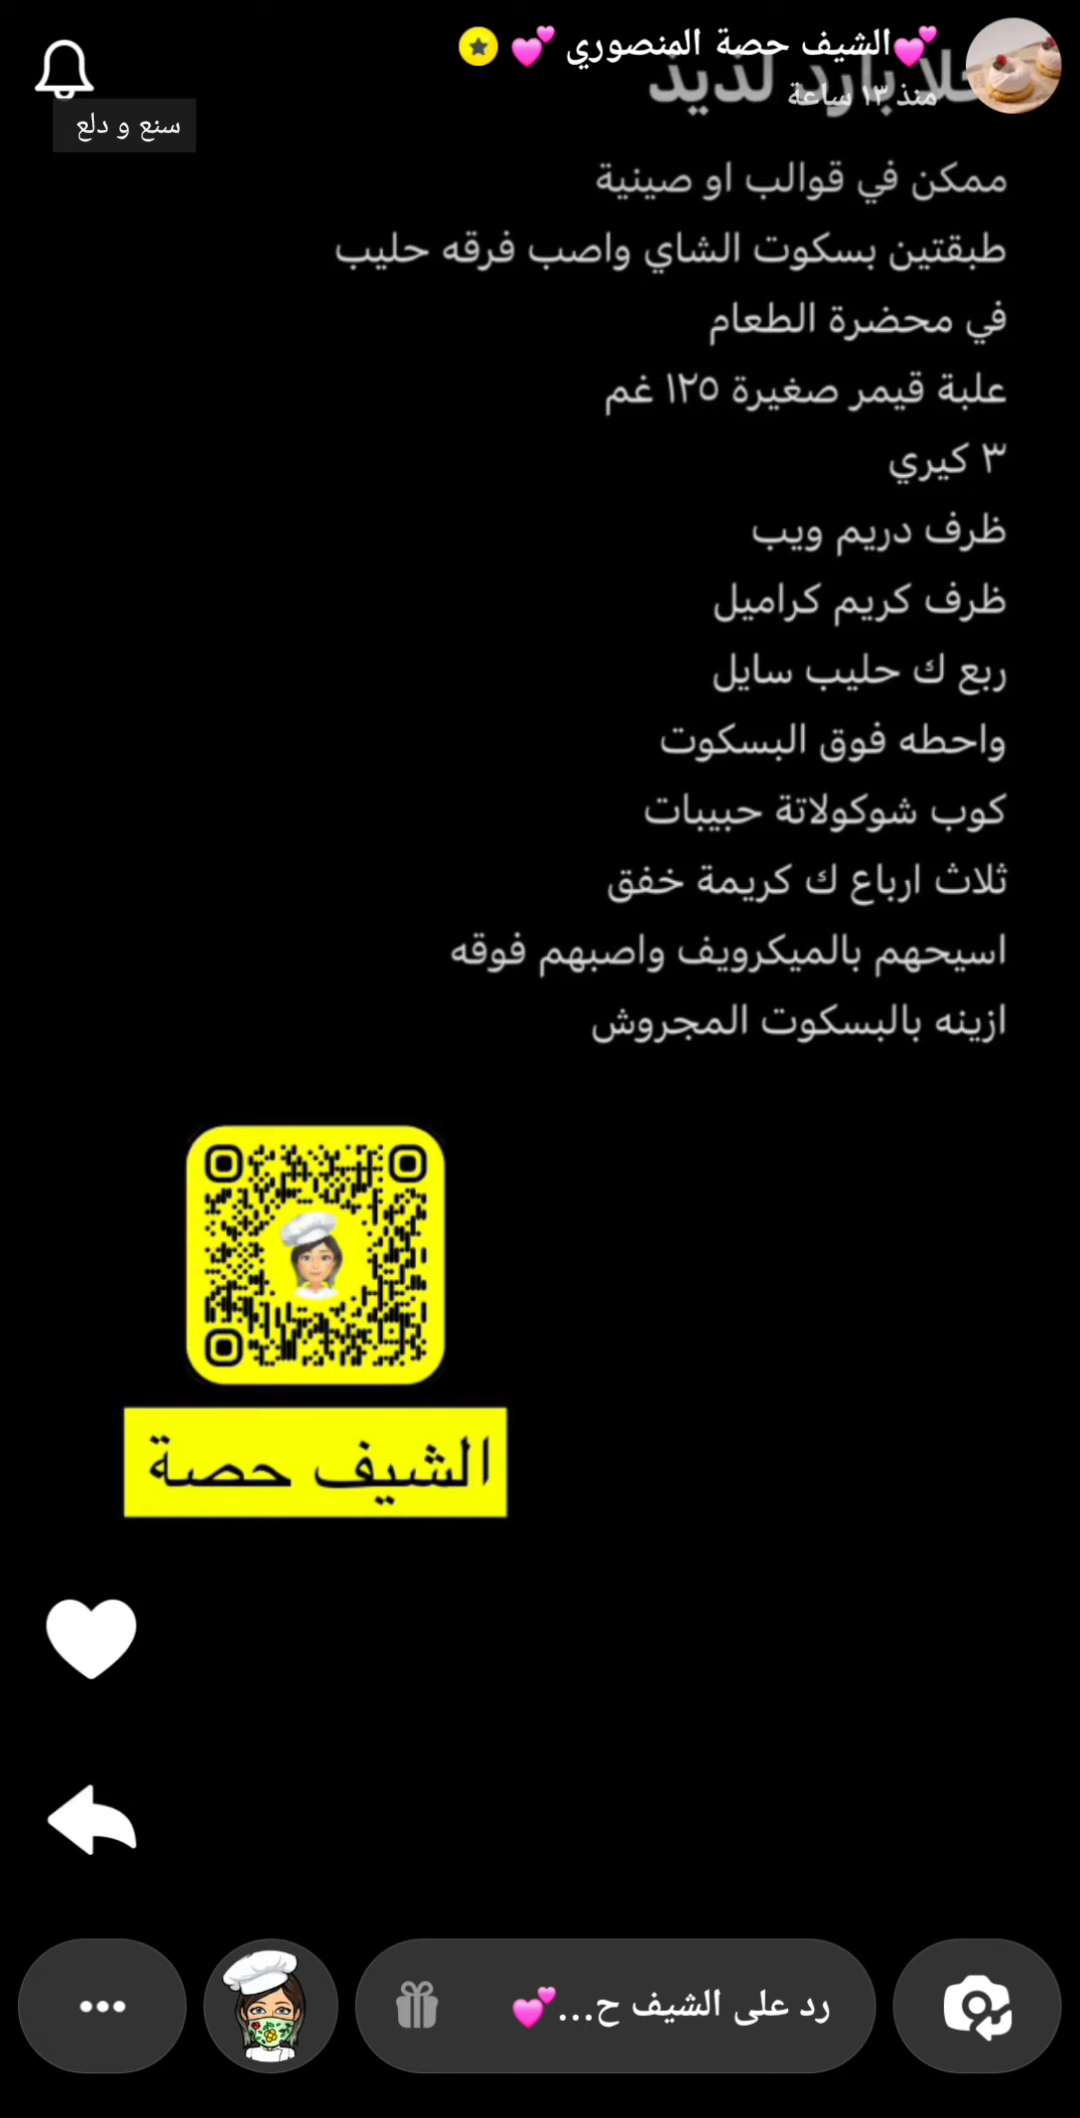 💕الشيف حصة المنصوري 💕
حلا بارد لذيذ
منذ ١٣ ساعة
سنع و دلع
ممكن في قوالب او صينية
طبقتين بسكوت الشاي واصب فرقه حليب
في محضرة الطعام
علبة قيمر صغيرة ١٢٥ غم
٣ كيري
ظرف دريم ويب
ظرف كريم كراميل
ربع ك حليب سايل
واحطه فوق البسكوت
كوب شوكولاتة حبيبات
ثلاث ارباع ك كريمة خفق
اسيحهم بالميكرويف واصبهم فوقه
ازينه بالبسكوت المجروش
الشيف حصة
رد على الشيف ح...💕